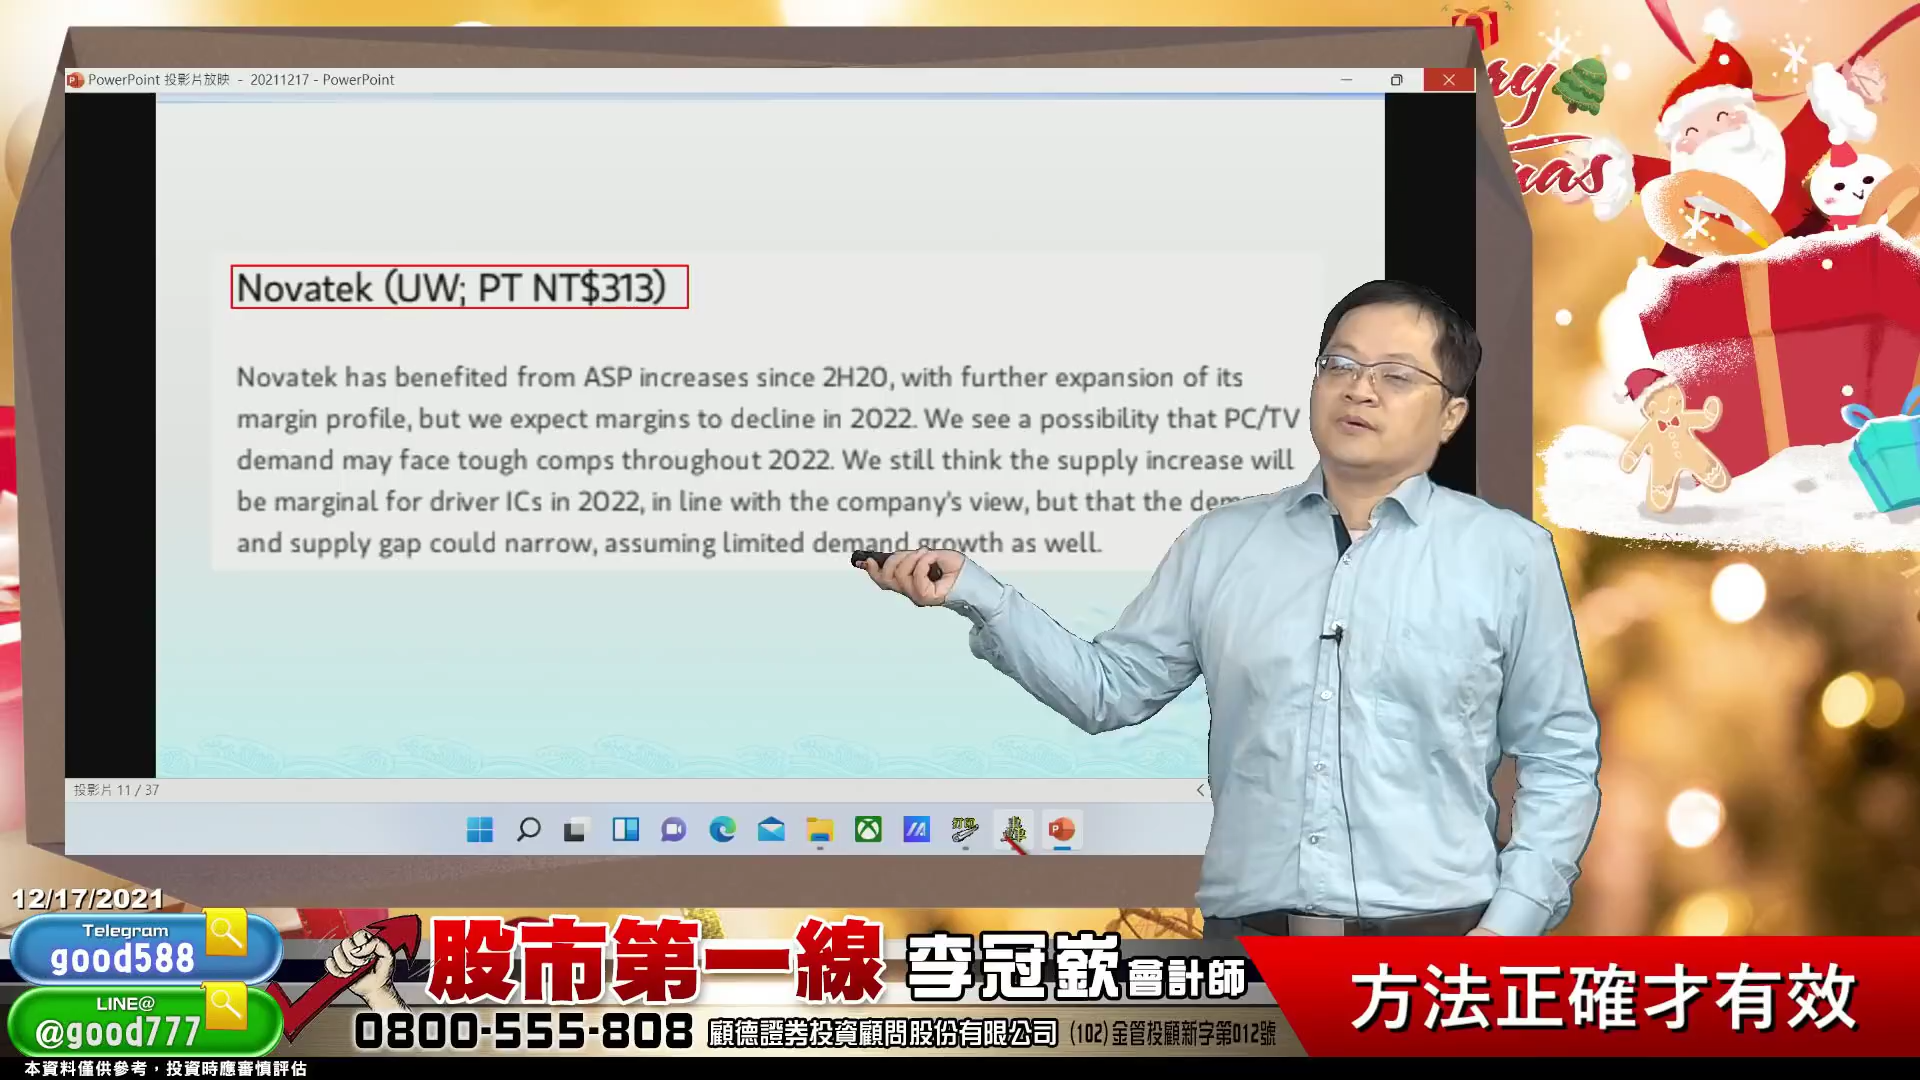 PowerPoint 投影片放映 - 20211217 - PowerPoint
Novatek (UW; PT NT$313)
Novatek has benefited from ASP increases since 2H20, with further expansion of its
margin profile, but we expect margins to decline in 2022. We see a possibility that PC/TV
demand may face tough comps throughout 2022. We still think the supply increase will
be marginal for driver ICs in 2022, in line with the company's view, but that the
and supply gap could narrow, assuming limited demand growth as well.
投影片 11 / 37
12/17/2021
Telegram
good588
LINE@
@good777
股市第一線 李冠嶔 會計師
0800-555-808 顧德證券投資顧問股份有限公司 (102)金管投顧新字第012號
方法正確才有效
本資料僅供參考，投資時應審慎評估